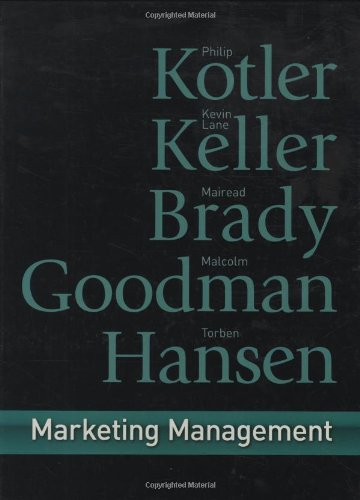 Copyrighted Material
Philip
Kotler
Kevin
Lane
Keller
Mairead
Brady
Malcolm
Goodman
Torben
Hansen
Marketing Management
Copyrighted Material